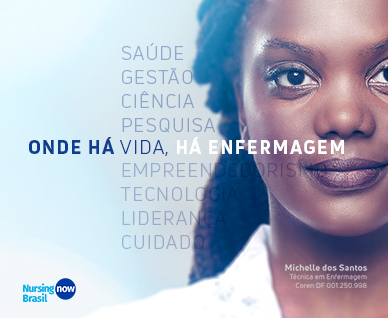 SAÚDE
GESTÃO
CIÊNCIA
PESQUISA
ONDE HÁ VIDA, HÁ ENFERMAGEM
EMPREENDEDORISMO
TECNOLOGIA
LIDERANÇA
CUIDADO
Michelle dos Santos
Técnica em Enfermagem
Coren DF 001.250.998
Nursing now
Brasil